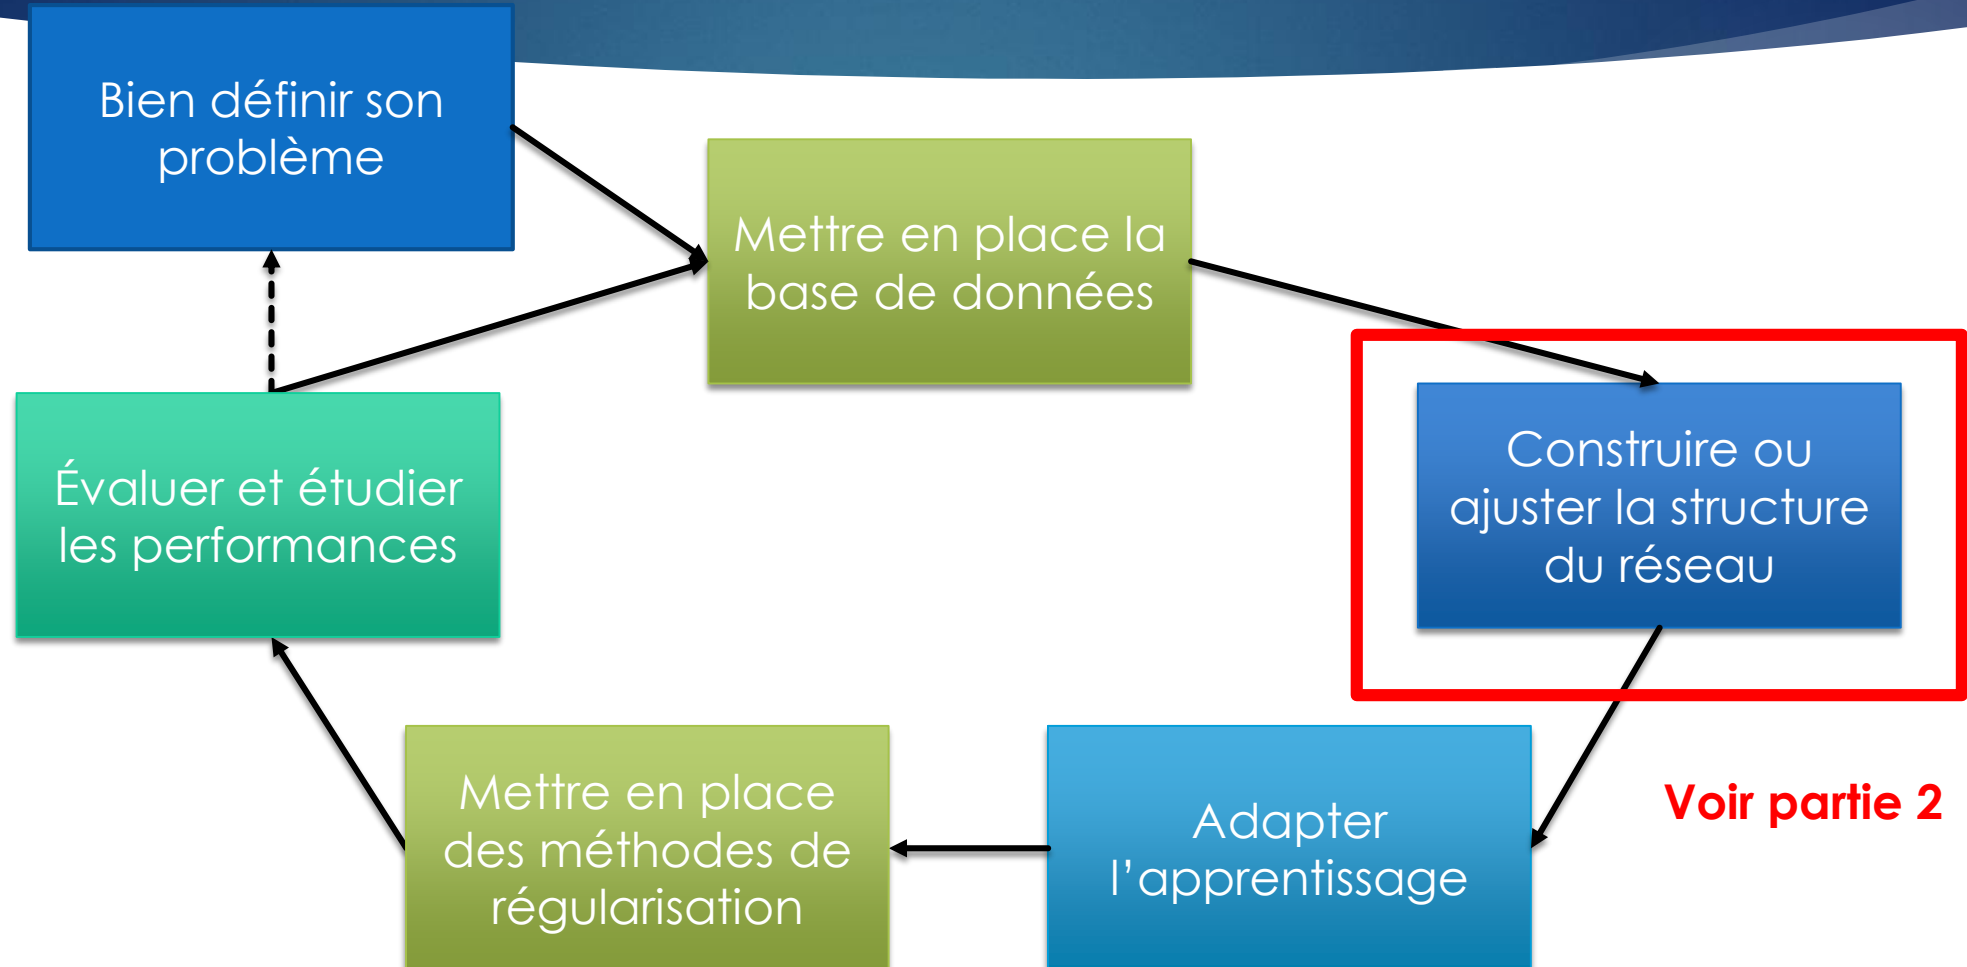 Bien définir son
problème
Mettre en place la
base de données
Construire ou
ajuster la structure
du réseau
Évaluer et étudier
les performances
Mettre en place
des méthodes de
régularisation
Adapter
l’apprentissage
Voir partie 2